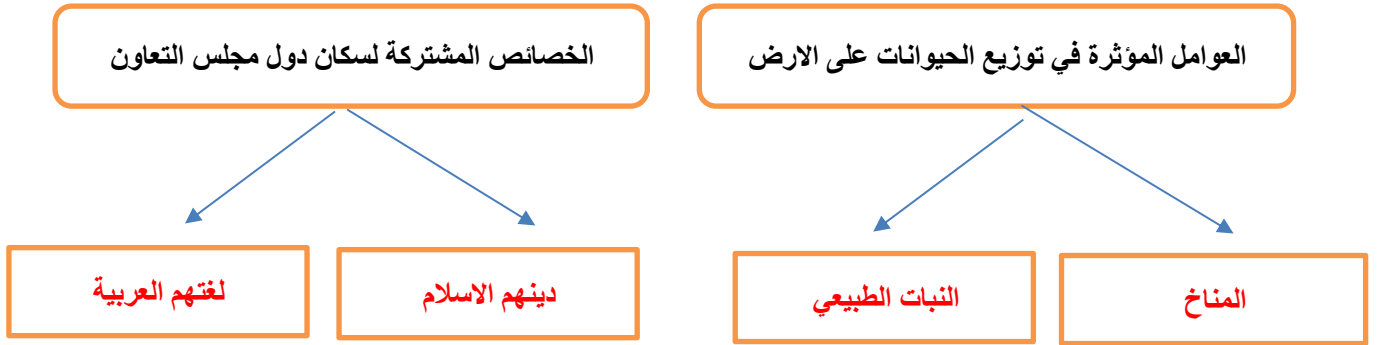 العوامل المؤثرة في توزيع الحيوانات على الارض
الخصائص المشتركة لسكان دول مجلس التعاون
المناخ
النبات الطبيعي
دينهم الاسلام
لغتهم العربية